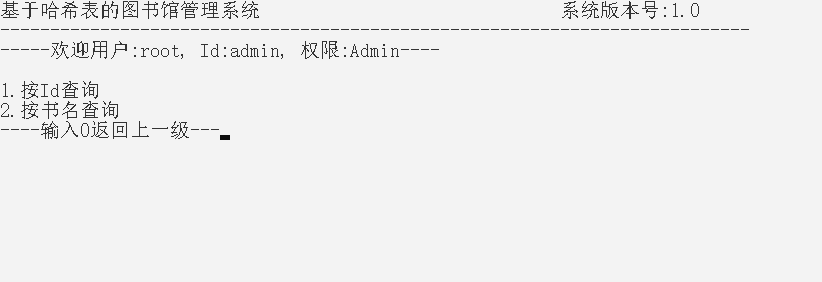 基于哈希表的图书馆管理系统 系统版本号:1.0
---------------------------------------------------------------------------
-----欢迎用户:root, Id:admin, 权限:Admin----
1.按Id查询
2.按书名查询
----输入0返回上一级---